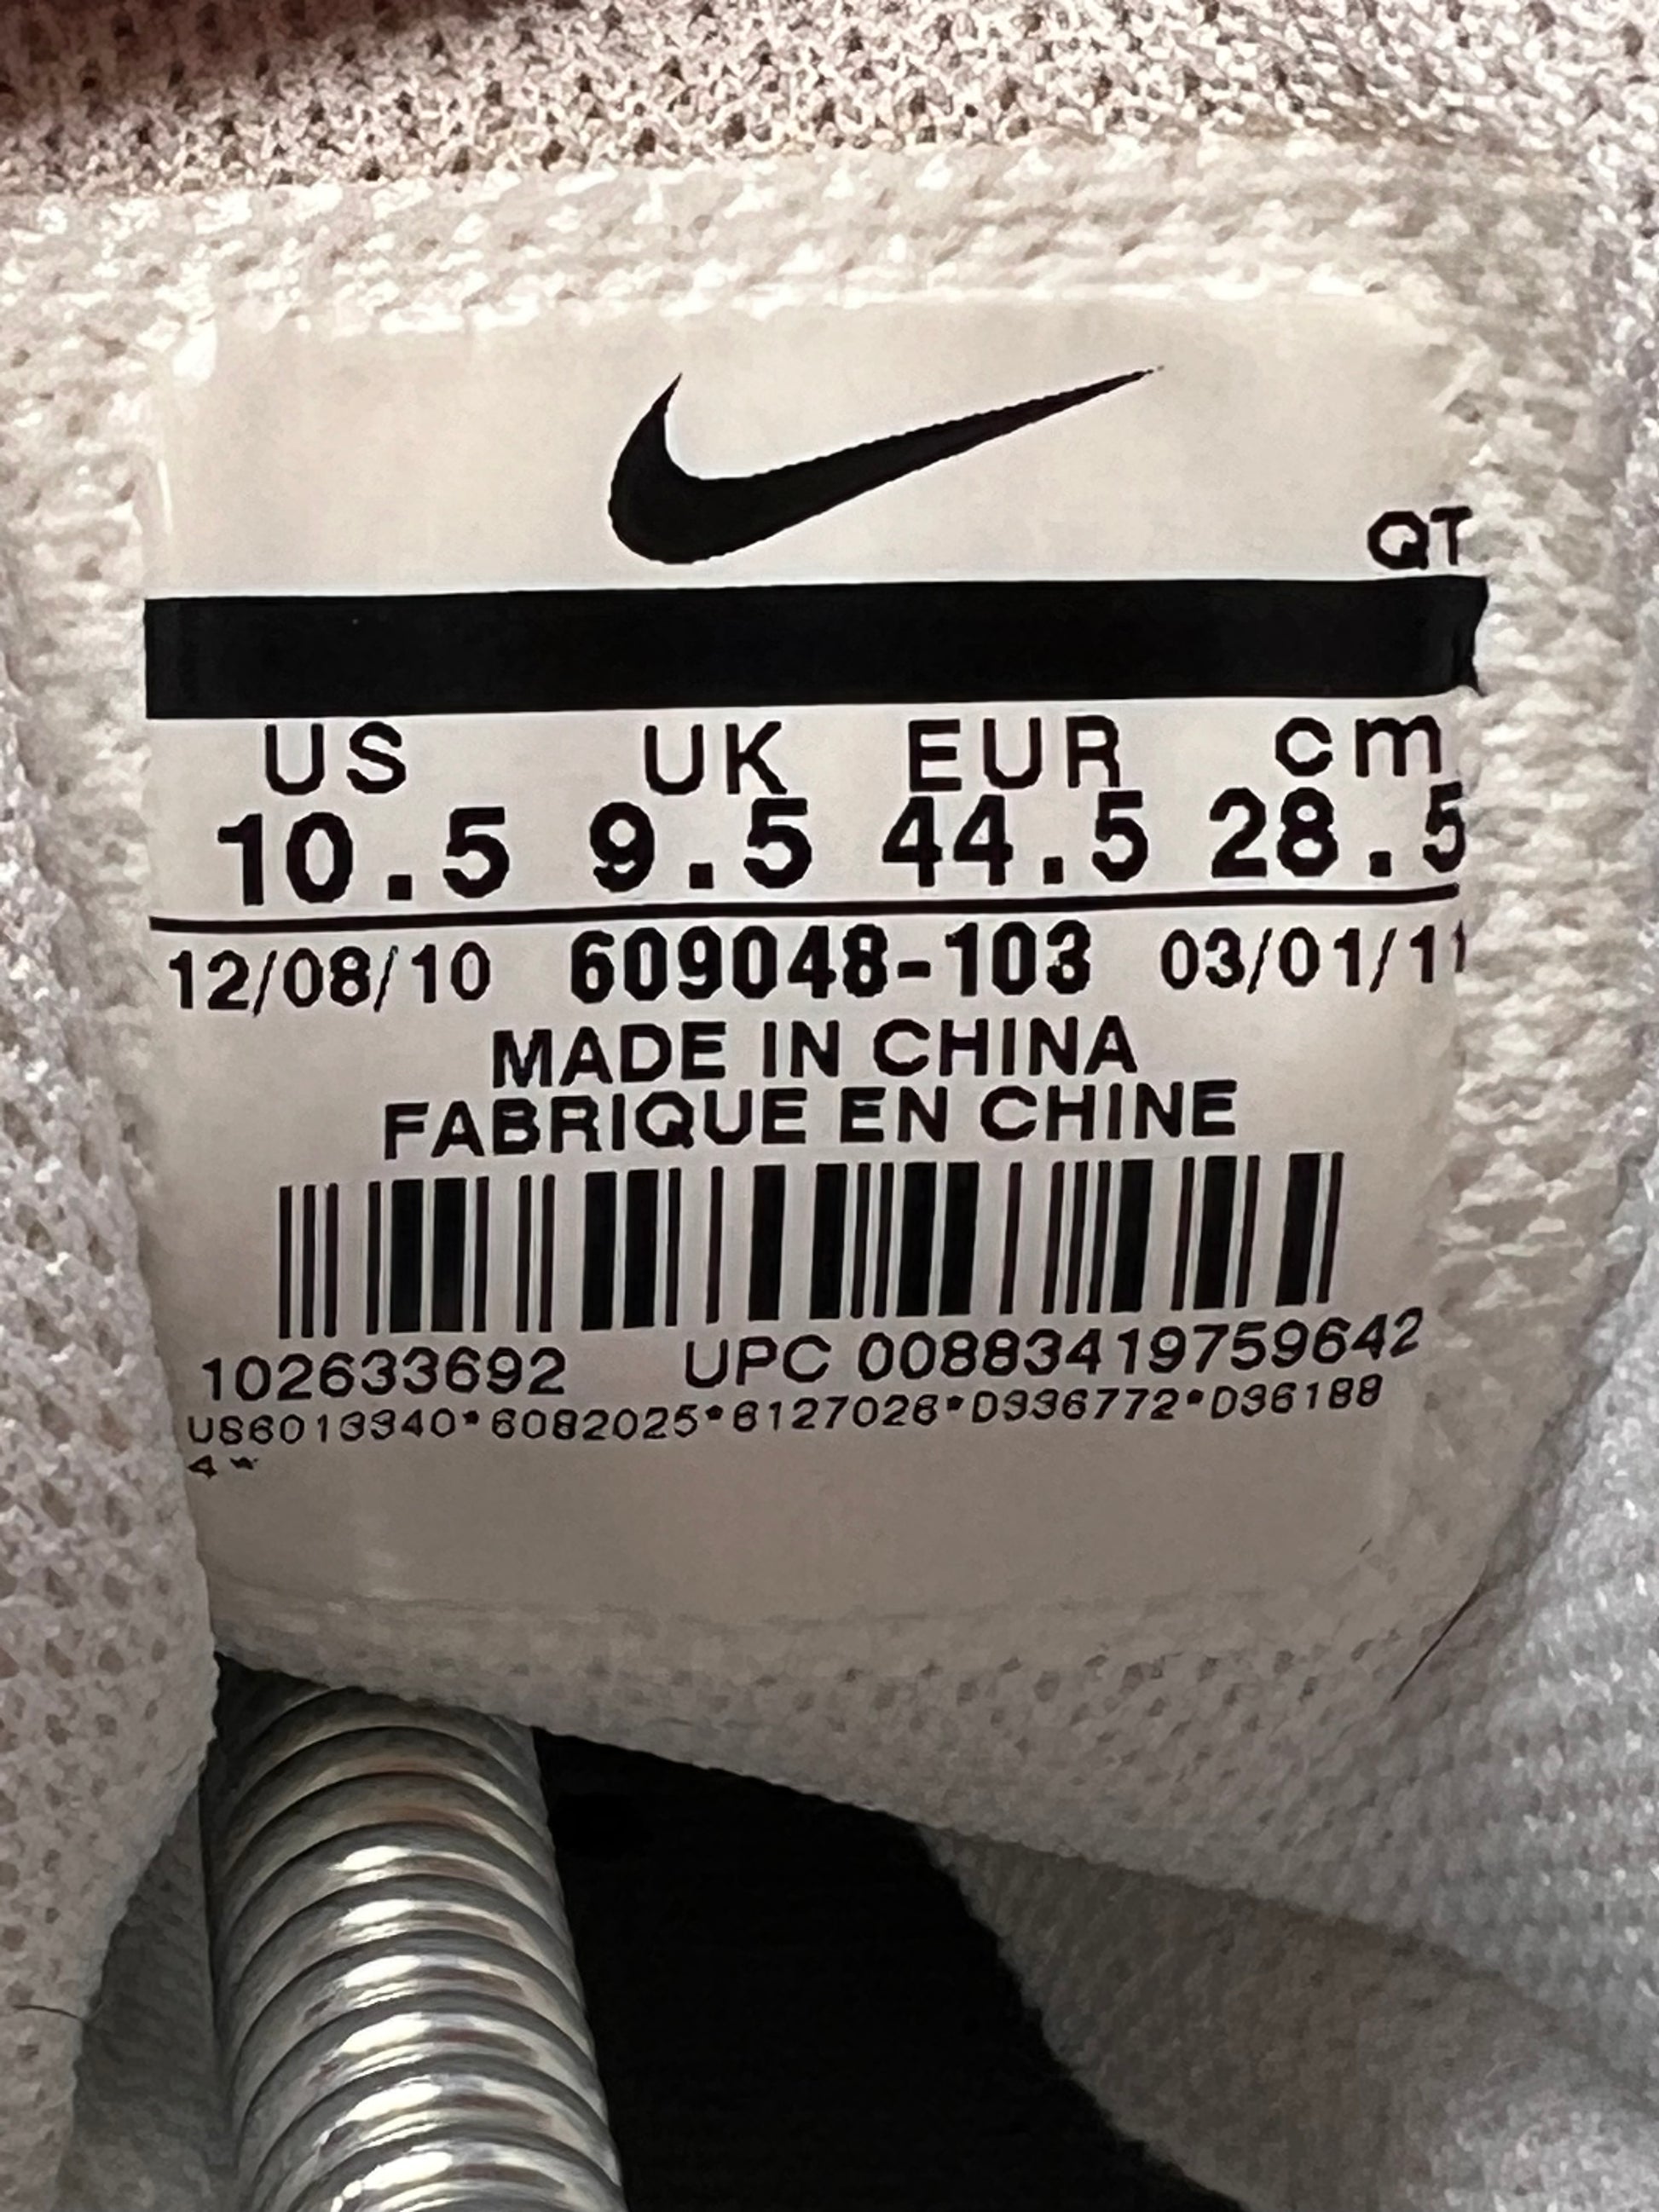 QT
US UK EUR cm
10.5 9.5 44.5 28.5
12/08/10 609048-103 03/01/11
MADE IN CHINA
FABRIQUE EN CHINE
102633692 UPC 00883419759642
US6013340*6082025*6127026*D336772*D36188
4*